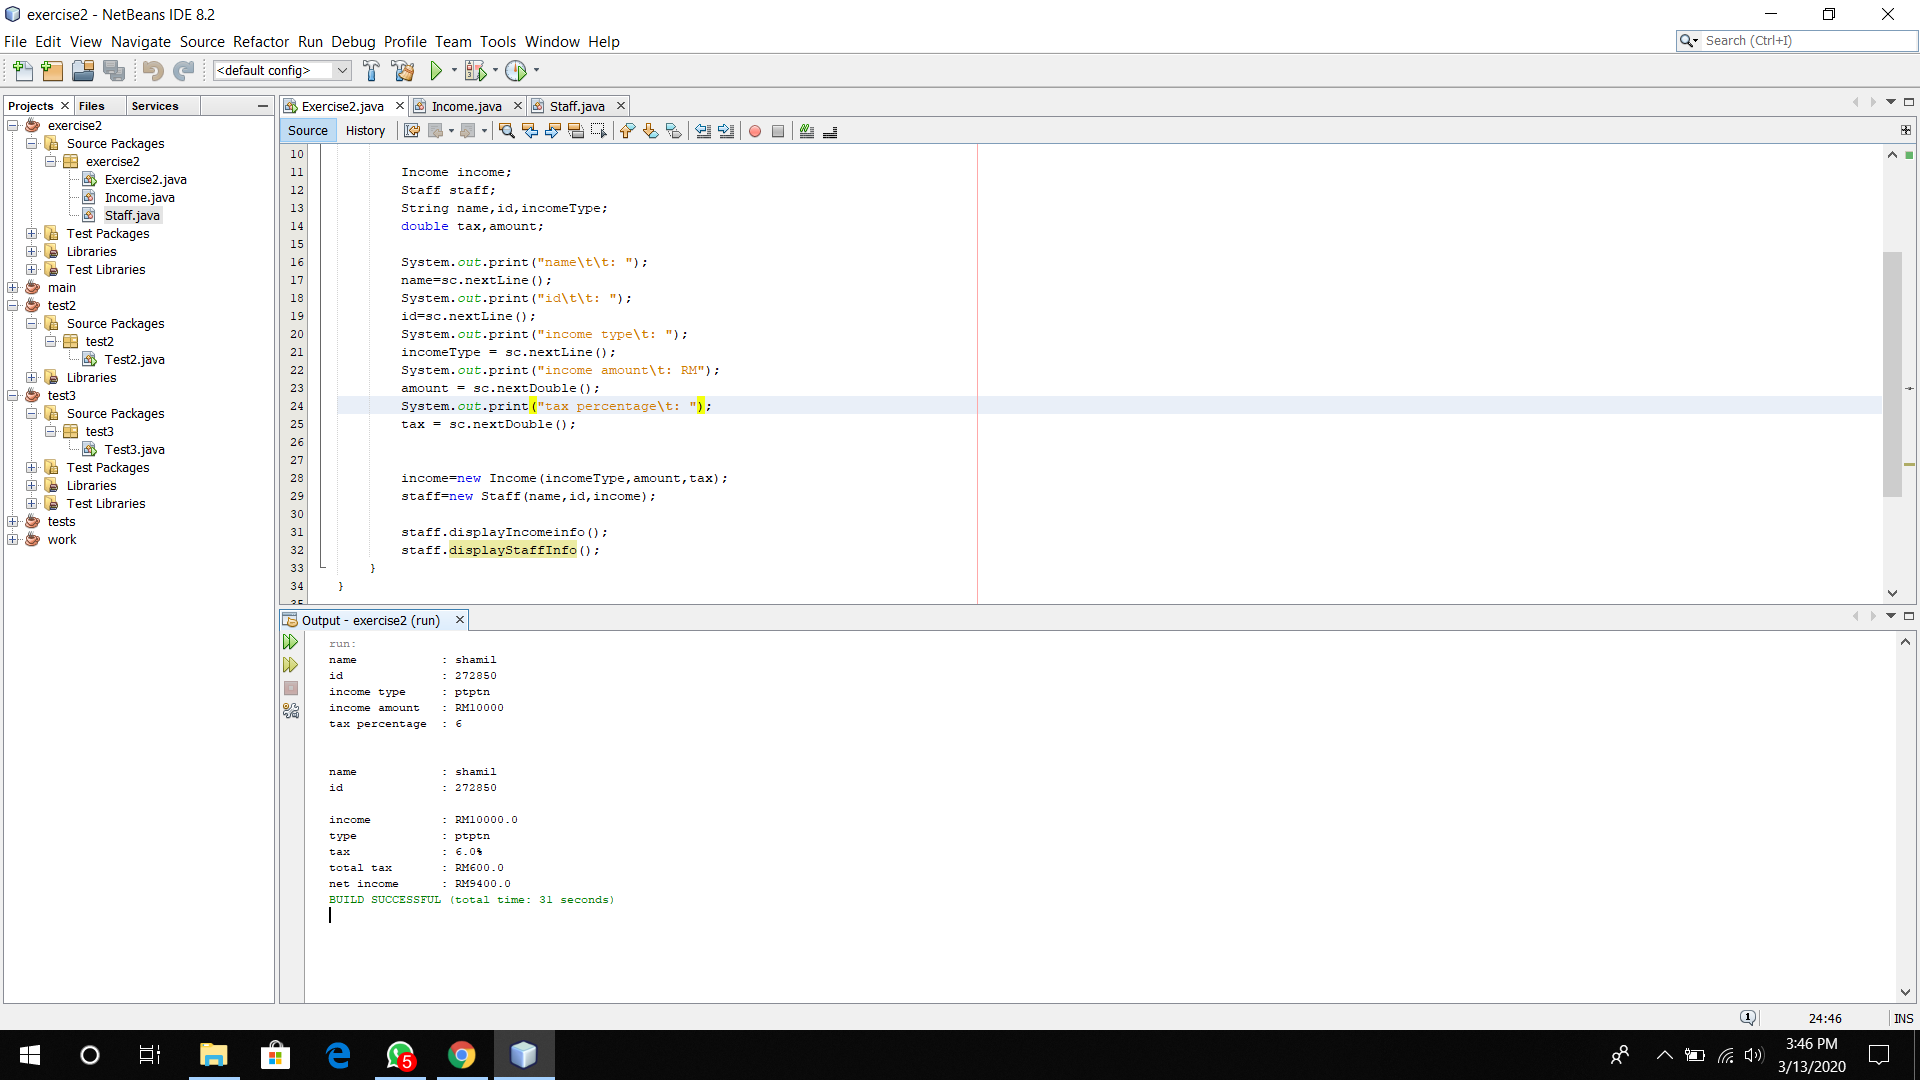 exercise2 - NetBeans IDE 8.2
File Edit View Navigate Source Refactor Run Debug Profile Team Tools Window Help
Search (Ctrl+I)
<default config>
Projects Files Services
exercise2
Source Packages
exercise2
Exercise2.java
Income.java
Staff.java
Test Packages
Libraries
Test Libraries
main
test2
Source Packages
test2
Test2.java
Libraries
test3
Source Packages
test3
Test3.java
Test Packages
Libraries
Test Libraries
tests
work
Exercise2.java Income.java Staff.java
Source History
10
11 Income income;
12 Staff staff;
13 String name,id,incomeType;
14 double tax,amount;
15
16 System.out.print("name\t\t: ");
17 name=sc.nextLine();
18 System.out.print("id\t\t: ");
19 id=sc.nextLine();
20 System.out.print("income type\t: ");
21 incomeType = sc.nextLine();
22 System.out.print("income amount\t: RM");
23 amount = sc.nextDouble();
24 System.out.print("tax percentage\t: ");
25 tax = sc.nextDouble();
26
27
28 income=new Income(incomeType,amount,tax);
29 staff=new Staff(name,id,income);
30
31 staff.displayIncomeinfo();
32 staff.displayStaffInfo();
33 }
34 }
35
Output - exercise2 (run)
run:
name : shamil
id : 272850
income type : ptptn
income amount : RM10000
tax percentage : 6
name : shamil
id : 272850
income : RM10000.0
type : ptptn
tax : 6.0%
total tax : RM600.0
net income : RM9400.0
BUILD SUCCESSFUL (total time: 31 seconds)
1 24:46 INS
5
3:46 PM
3/13/2020